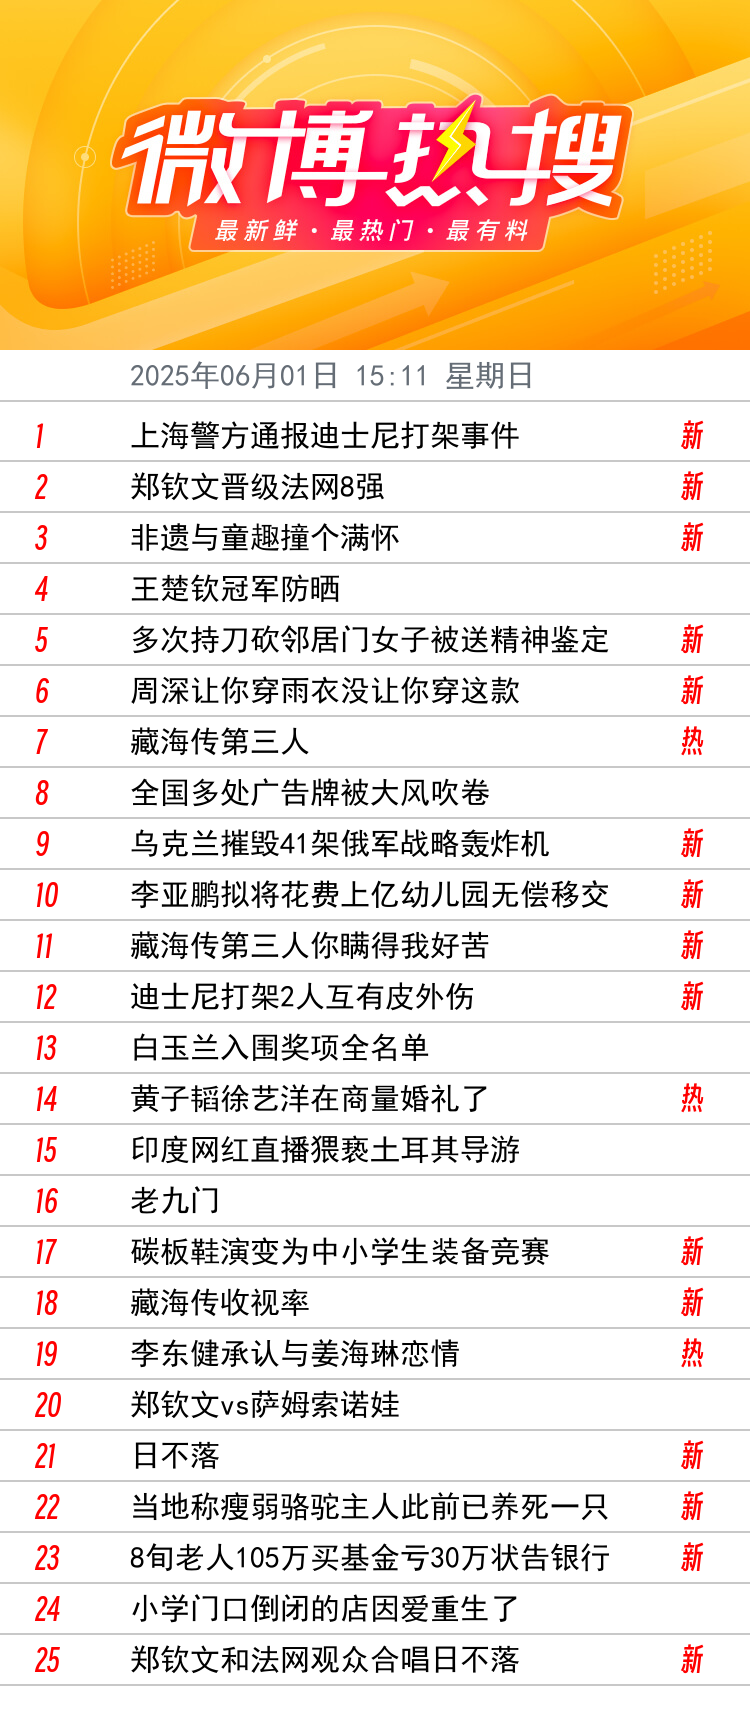 微博热搜
最新鲜·最热门·最有料
2025年06月01日 15:11 星期日
1 上海警方通报迪士尼打架事件 新
2 郑钦文晋级法网8强 新
3 非遗与童趣撞个满怀 新
4 王楚钦冠军防晒
5 多次持刀砍邻居门女子被送精神鉴定 新
6 周深让你穿雨衣没让你穿这款 新
7 藏海传第三人 热
8 全国多处广告牌被大风吹卷
9 乌克兰摧毁41架俄军战略轰炸机 新
10 李亚鹏拟将花费上亿幼儿园无偿移交 新
11 藏海传第三人你瞒得我好苦 新
12 迪士尼打架2人互有皮外伤 新
13 白玉兰入围奖项全名单
14 黄子韬徐艺洋在商量婚礼了 热
15 印度网红直播猥亵土耳其导游
16 老九门
17 碳板鞋演变为中小学生装备竞赛 新
18 藏海传收视率 新
19 李东健承认与姜海琳恋情 热
20 郑钦文vs萨姆索诺娃
21 日不落 新
22 当地称瘦弱骆驼主人此前已养死一只 新
23 8旬老人105万买基金亏30万状告银行 新
24 小学门口倒闭的店因爱重生了
25 郑钦文和法网观众合唱日不落 新